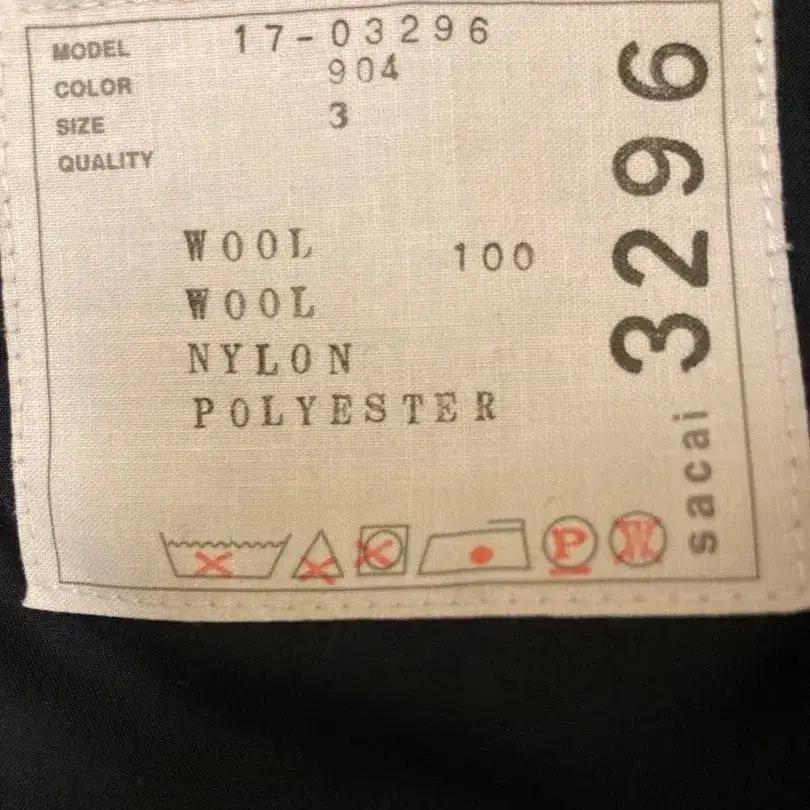 MODEL 17-03296
COLOR 904
SIZE 3
QUALITY
WOOL 100
WOOL
NYLON
POLYESTER
P W
sacai 3296